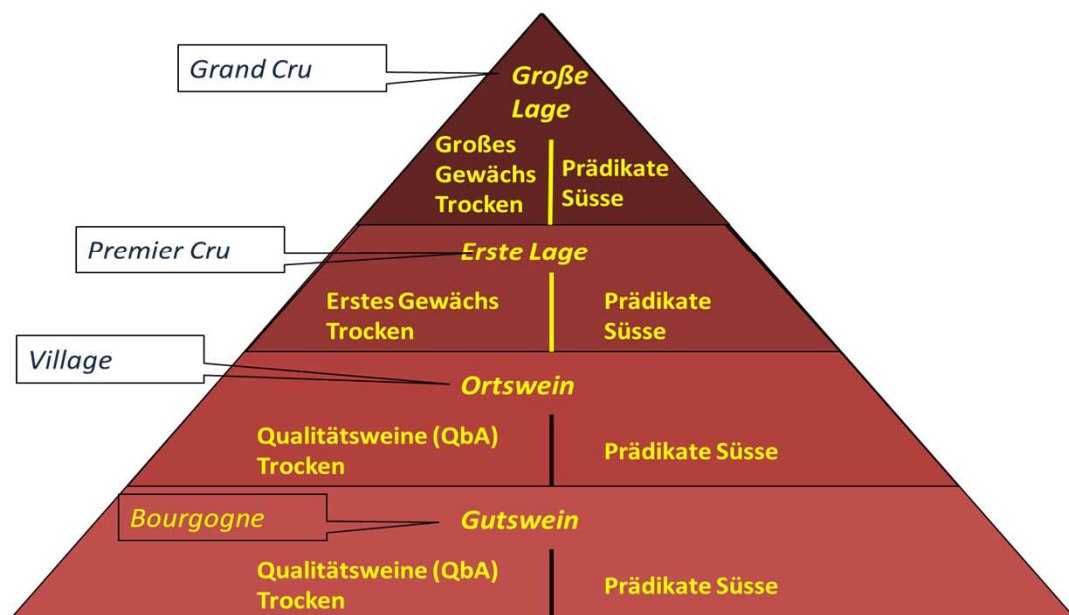 Grand Cru
Große
Lage
Großes
Gewächs
Trocken
Prädikate
Süsse
Premier Cru
Erste Lage
Erstes Gewächs
Trocken
Prädikate
Süsse
Village
Ortswein
Qualitätsweine (QbA)
Trocken
Prädikate Süsse
Bourgogne
Gutswein
Qualitätsweine (QbA)
Trocken
Prädikate Süsse